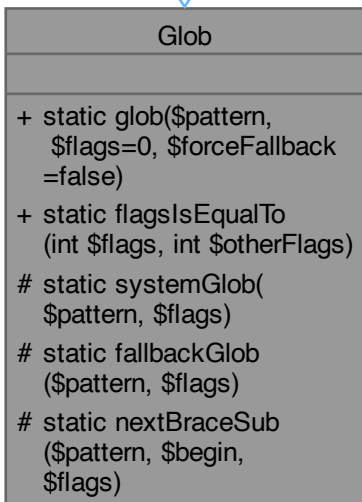 Glob
+ static glob($pattern,
$flags=0, $forceFallback
=false)
+ static flagsIsEqualTo
(int $flags, int $otherFlags)
# static systemGlob(
$pattern, $flags)
# static fallbackGlob
($pattern, $flags)
# static nextBraceSub
($pattern, $begin,
$flags)